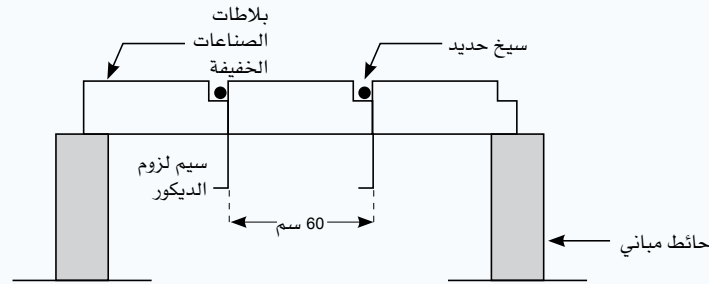 بلاطات
الصناعات
الخفيفة
سيخ حديد
سيم لزوم
الديكور
60 سم
حائط مباني